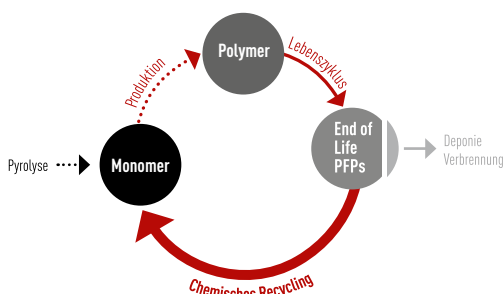 Polymer
Produktion
Lebenszyklus
End of
Life
PFPs
Deponie
Verbrennung
Pyrolyse
Monomer
Chemisches Recycling